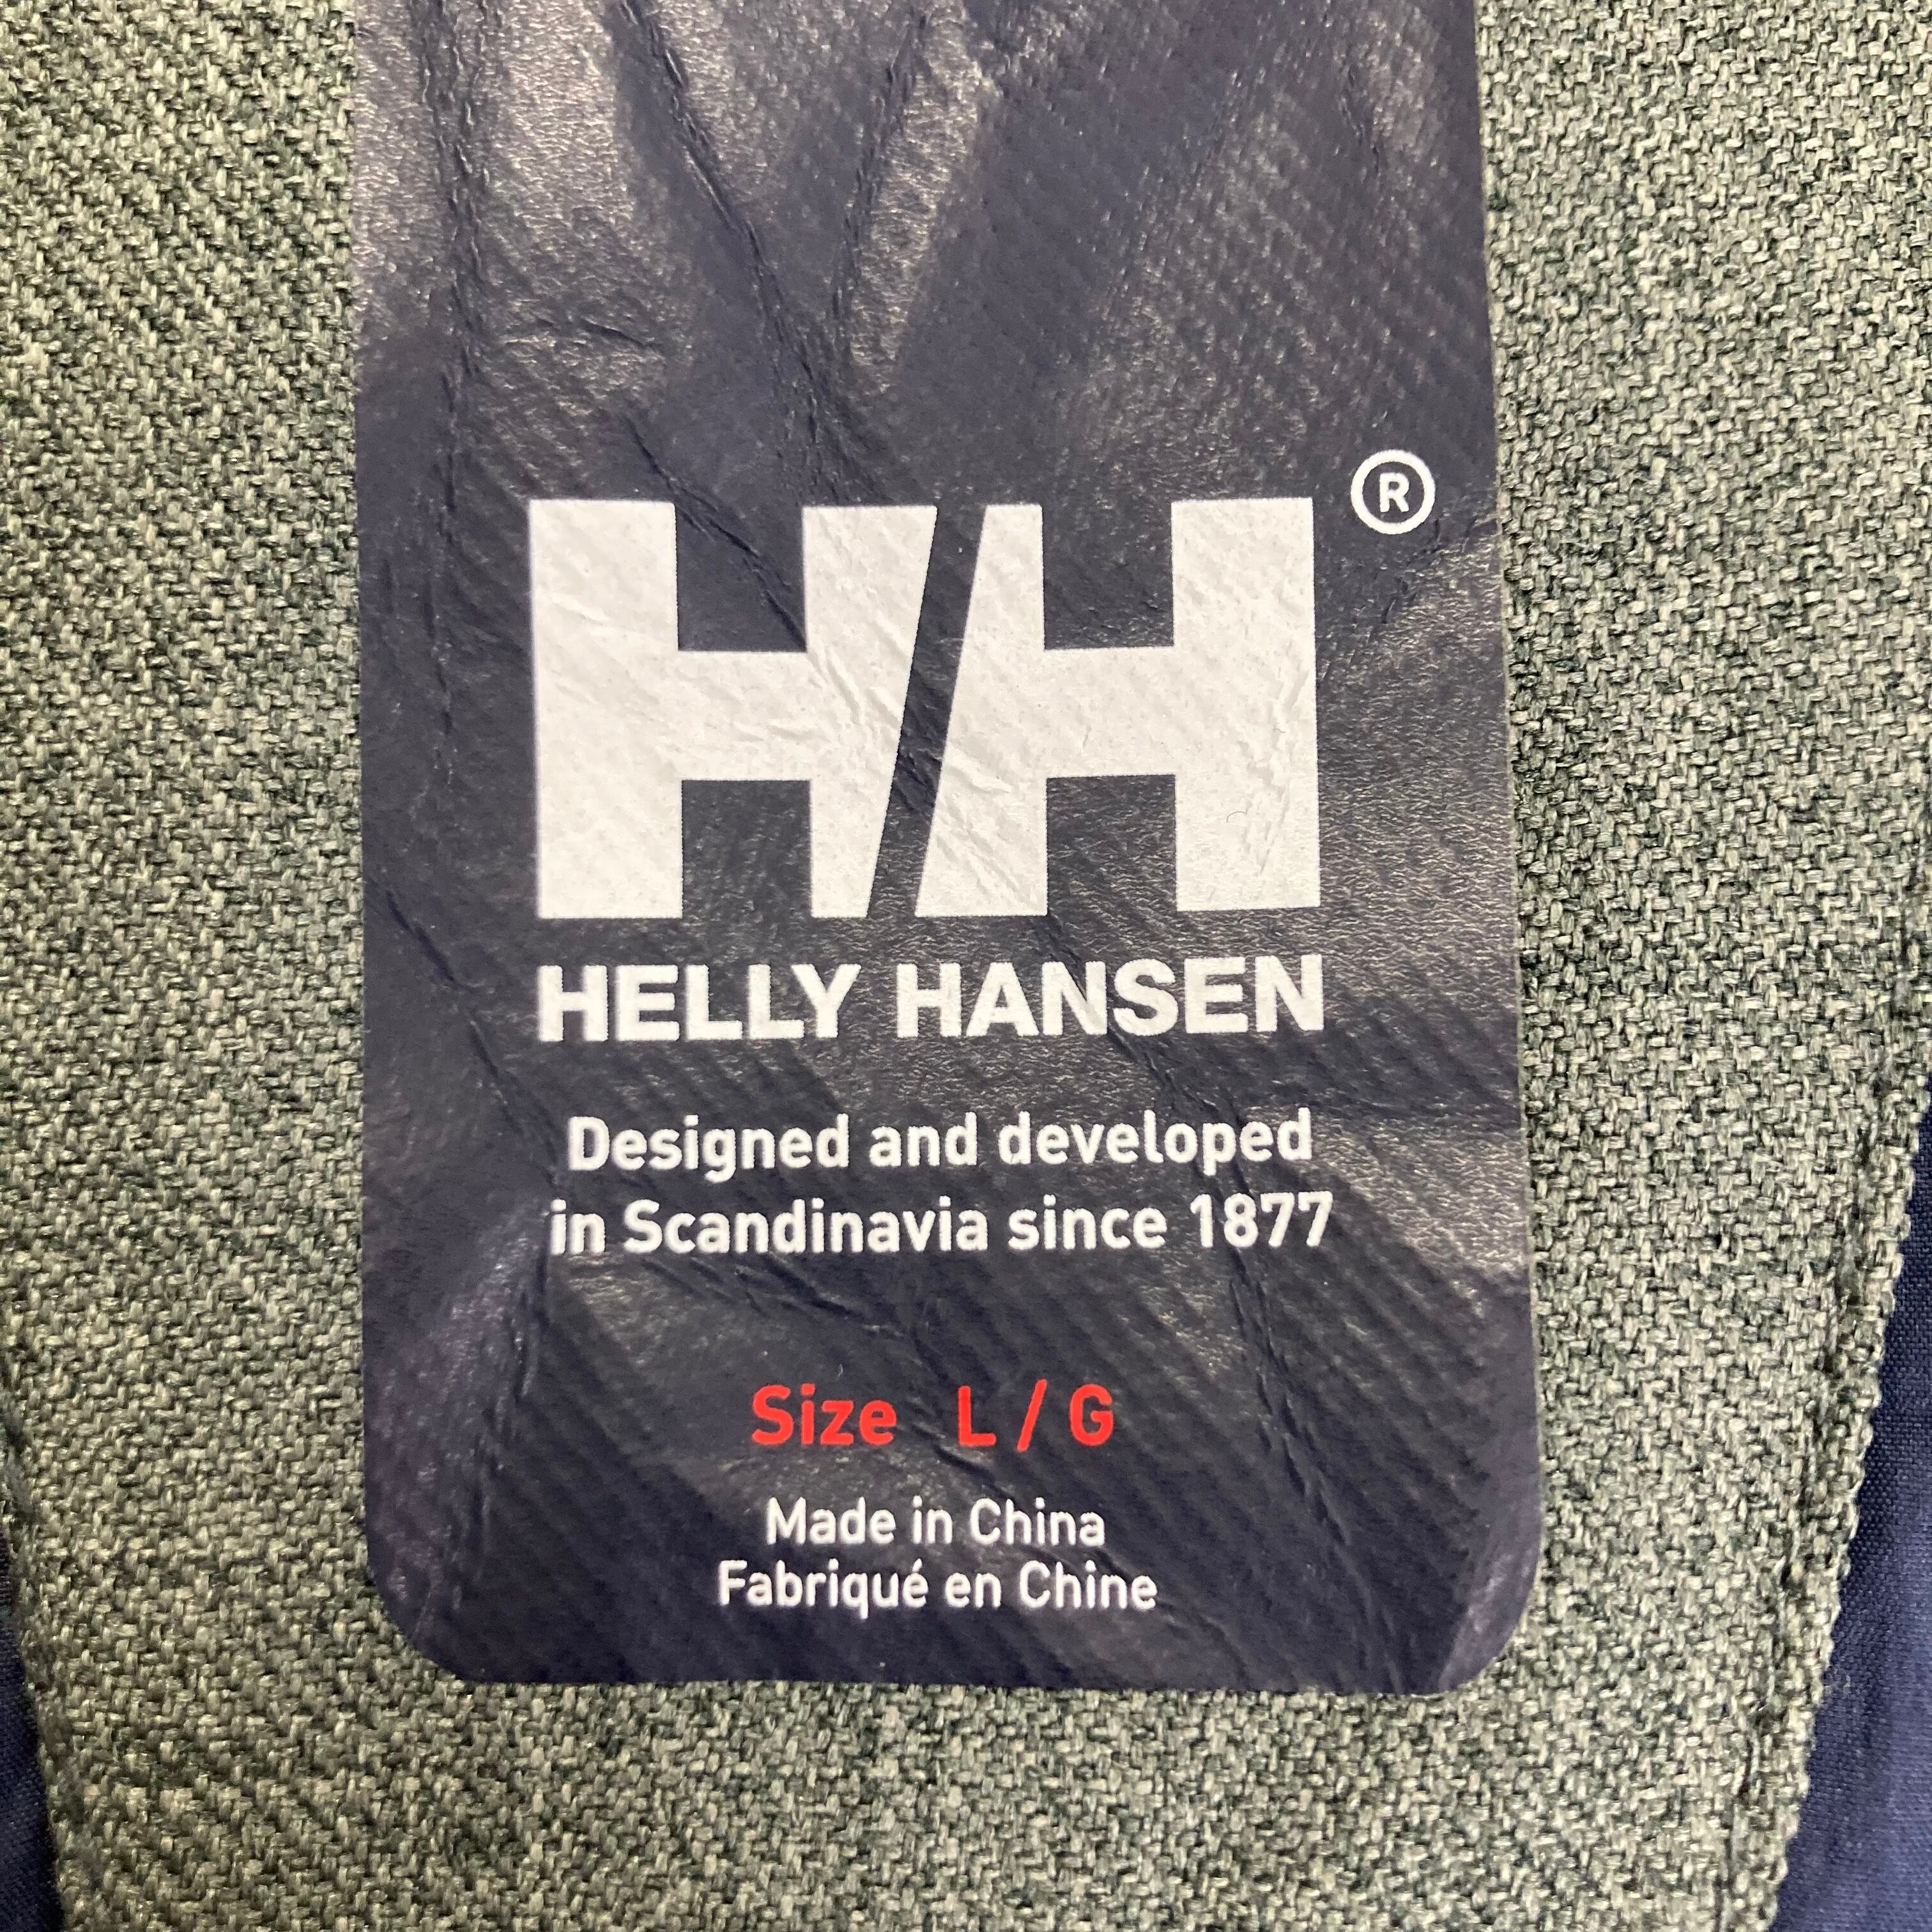 H/H®
HELLY HANSEN
Designed and developed
in Scandinavia since 1877
Size L / G
Made in China
Fabriqué en Chine